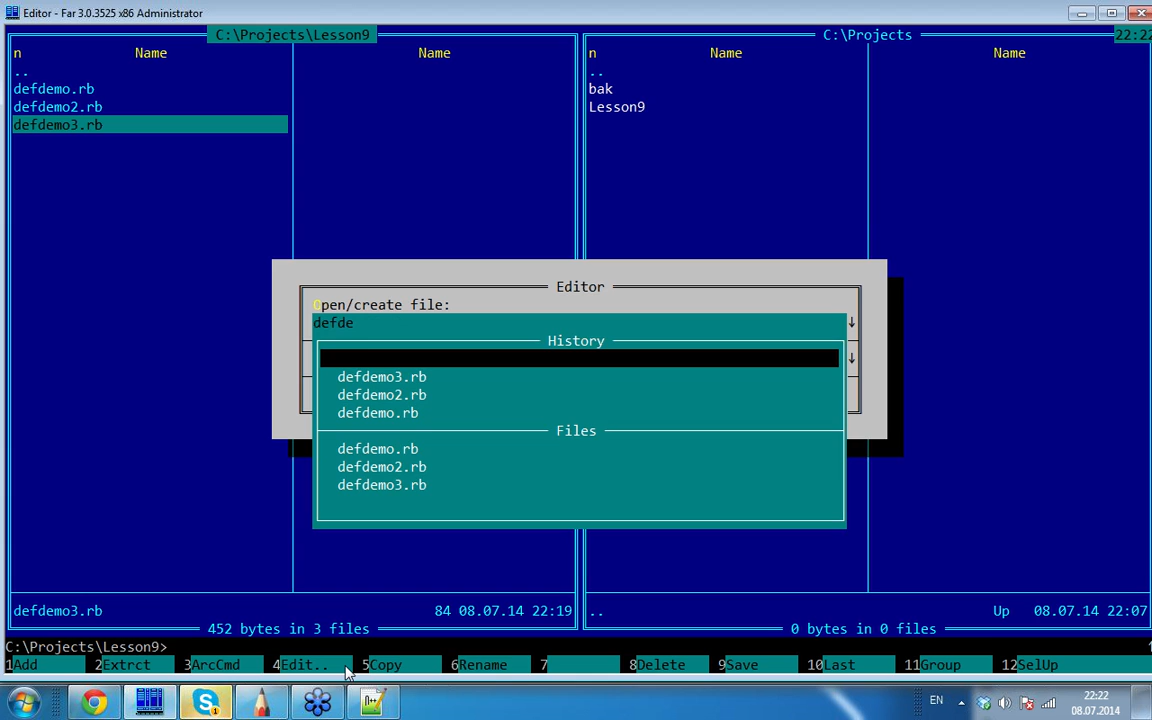 Editor - Far 3.0.3525 x86 Administrator
C:\Projects\Lesson9
C:\Projects
22:22
n Name Name
n Name Name
..
defdemo.rb
defdemo2.rb
defdemo3.rb
..
bak
Lesson9
Editor
Open/create file:
defde
History
defdemo3.rb
defdemo2.rb
defdemo.rb
Files
defdemo.rb
defdemo2.rb
defdemo3.rb
defdemo3.rb 84 08.07.14 22:19
452 bytes in 3 files
.. Up 08.07.14 22:07
0 bytes in 0 files
C:\Projects\Lesson9>
1Add 2Extrct 3ArcCmd 4Edit.. 5Copy 6Rename 7 8Delete 9Save 10Last 11Group 12SelUp
EN
22:22
08.07.2014